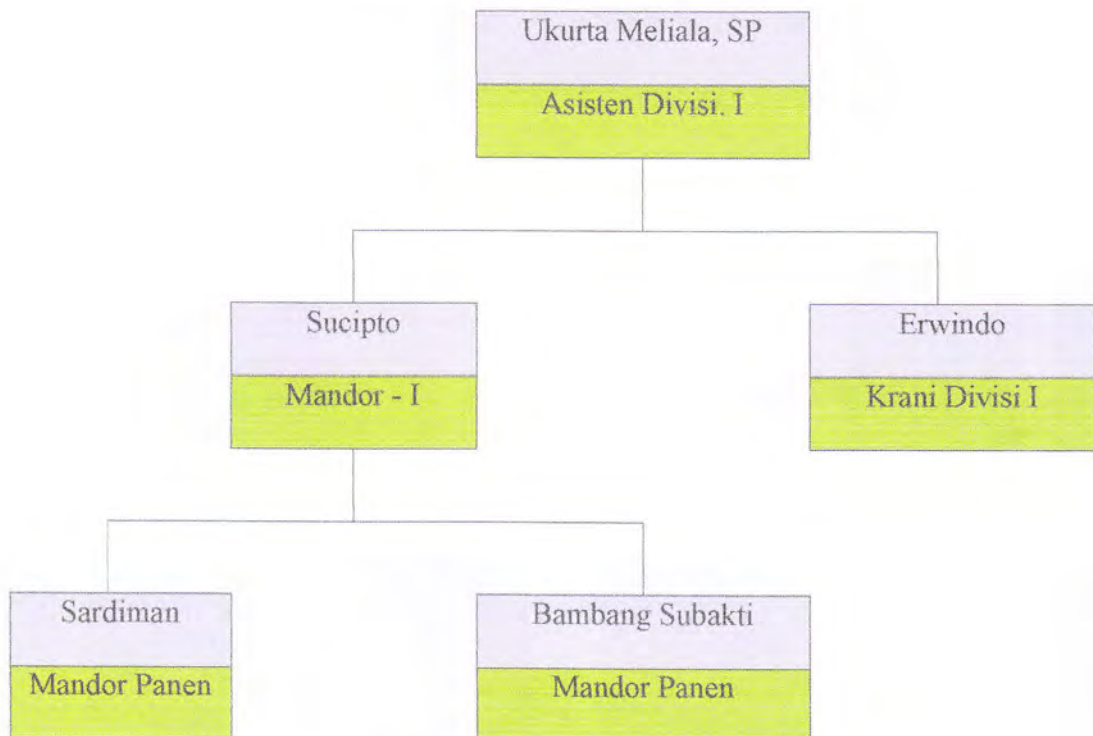 Ukurta Meliala, SP
Asisten Divisi. I
Sucipto
Mandor - I
Erwindo
Krani Divisi I
Sardiman
Mandor Panen
Bambang Subakti
Mandor Panen